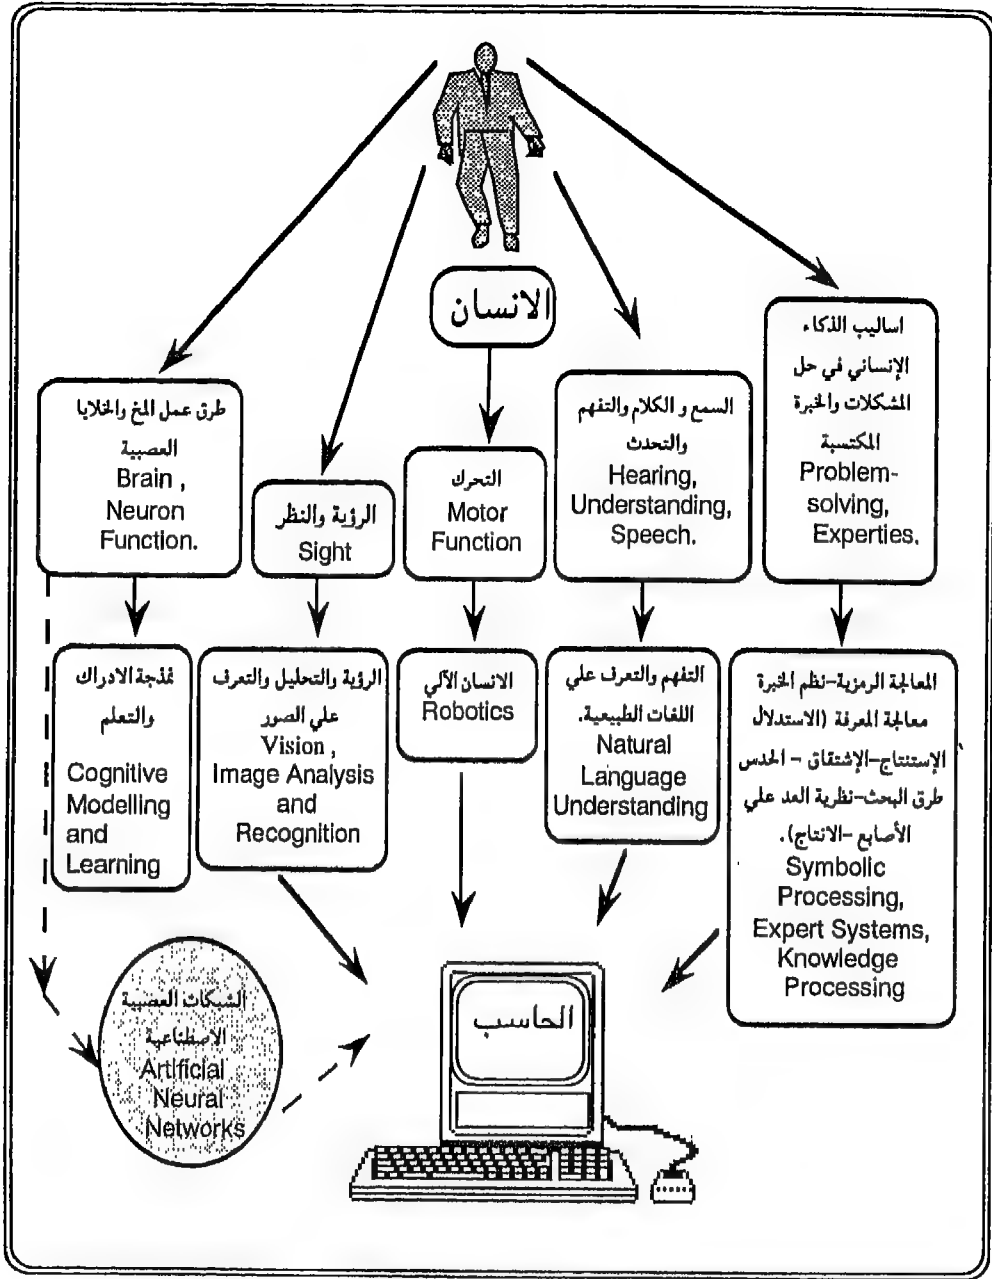 الانسان
اساليب الذكاء
الإنساني في حل
المشكلات والخبرة
المكتسبة
Problem-
solving,
Experties.
السمع و الكلام والتفهم
والتحدث
Hearing,
Understanding,
Speech.
التحرك
Motor
Function
الرؤية والنظر
Sight
طرق عمل المخ والخلايا
العصبية
Brain ,
Neuron
Function.
المعالجة الرمزية-نظم الخبرة
معالجة المعرفة (الاستدلال
الإستنتاج-الإشتقاق - الحدس
طرق البحث-نظرية العد علي
الأصابع -الانتاج).
Symbolic
Processing,
Expert Systems,
Knowledge
Processing
التفهم والتعرف علي
اللغات الطبيعية.
Natural
Language
Understanding
الانسان الآلي
Robotics
الرؤية والتحليل والتعرف
علي الصور
Vision ,
Image Analysis
and
Recognition
نمذجة الادراك
والتعلم
Cognitive
Modelling
and
Learning
الشبكات العصبية
الاصطناعية
Artificial
Neural
Networks
الحاسب